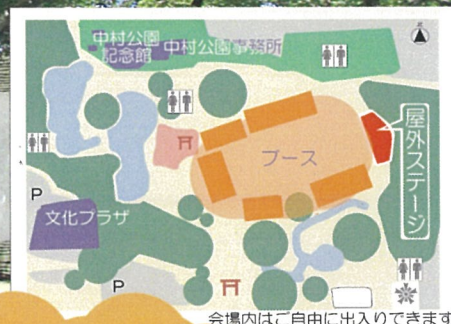 中村公園
記念館
中村公園事務所
屋外ステージ
ブース
P
文化プラザ
P
会場内はご自由に出入りできます